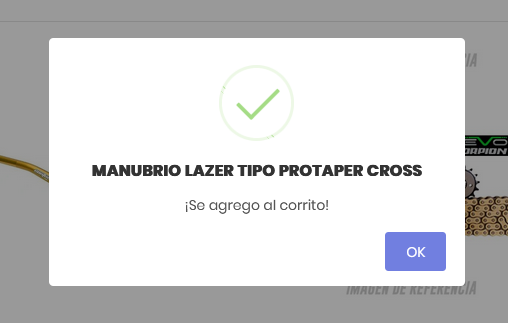 MANUBRIO LAZER TIPO PROTAPER CROSS
¡Se agrego al corrito!
OK
IMAGEN DE REFERENCIA